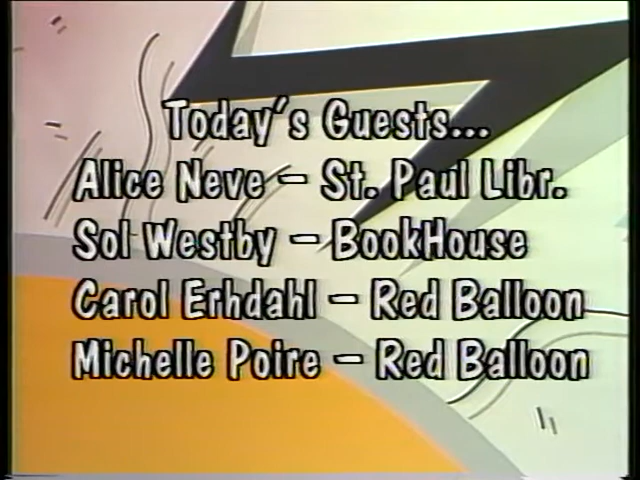 Today's Guests...
Alice Neve – St. Paul Libr.
Sol Westby – BookHouse
Carol Erhdahl – Red Balloon
Michelle Poire – Red Balloon